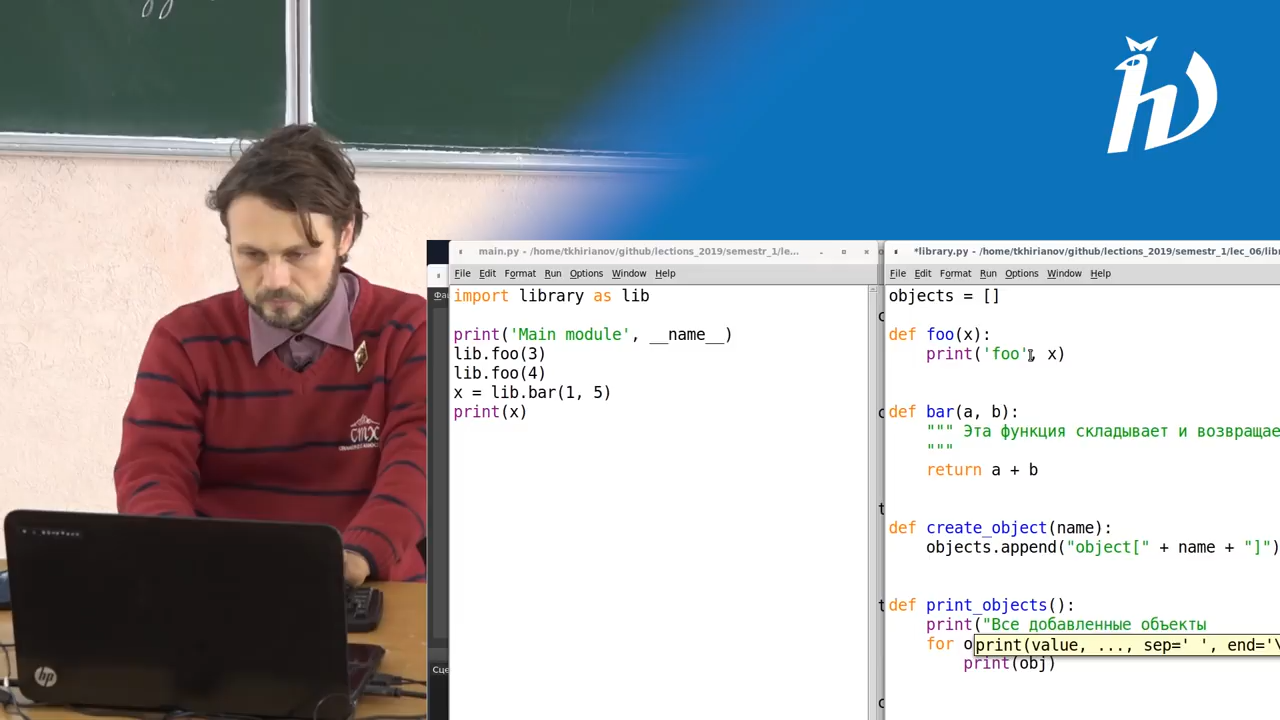 main.py - /home/tkhirianov/github/lections_2019/semestr_1/le...
File Edit Format Run Options Window Help
import library as lib
print('Main module', __name__)
lib.foo(3)
lib.foo(4)
x = lib.bar(1, 5)
print(x)
*library.py - /home/tkhirianov/github/lections_2019/semestr_1/lec_06/libr
File Edit Format Run Options Window Help
objects = []
def foo(x):
print('foo', x)
def bar(a, b):
""" Эта функция складывает и возвращае
"""
return a + b
def create_object(name):
objects.append("object[" + name + "]")
def print_objects():
print("Все добавленные объекты
for o
print(value, ..., sep=' ', end='\
print(obj)
стх
hp